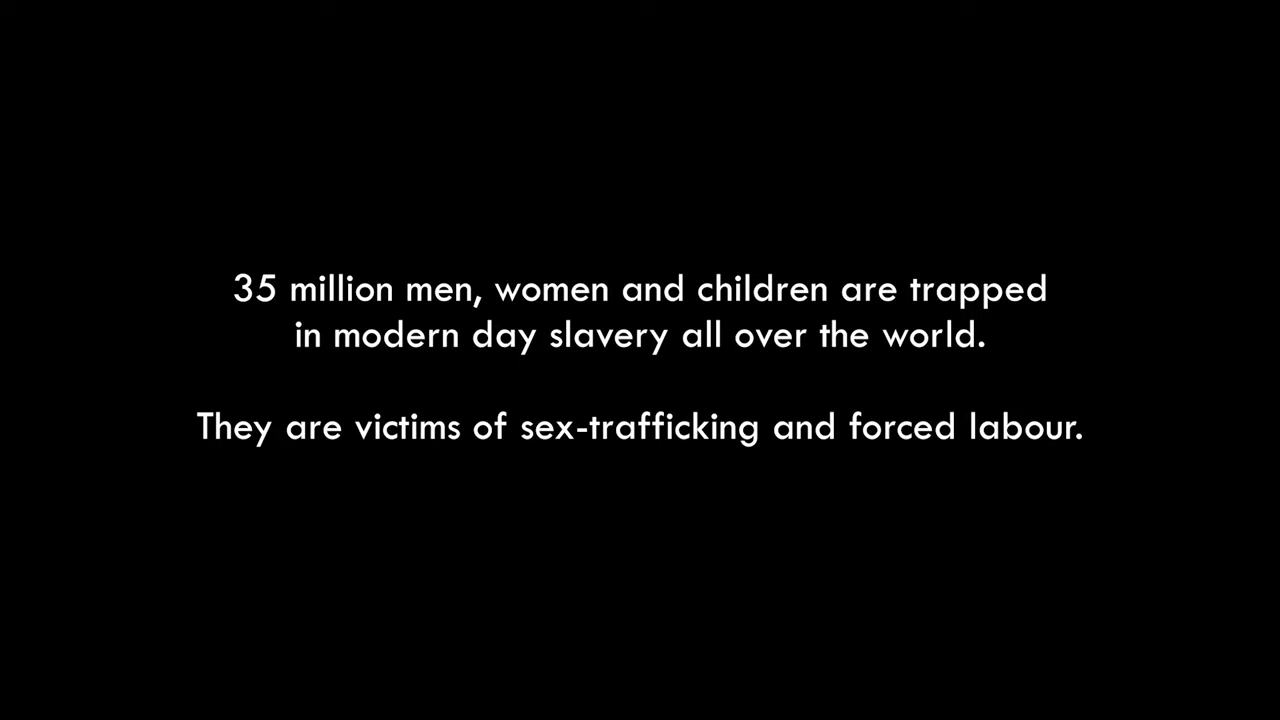 35 million men, women and children are trapped
in modern day slavery all over the world.
They are victims of sex-trafficking and forced labour.